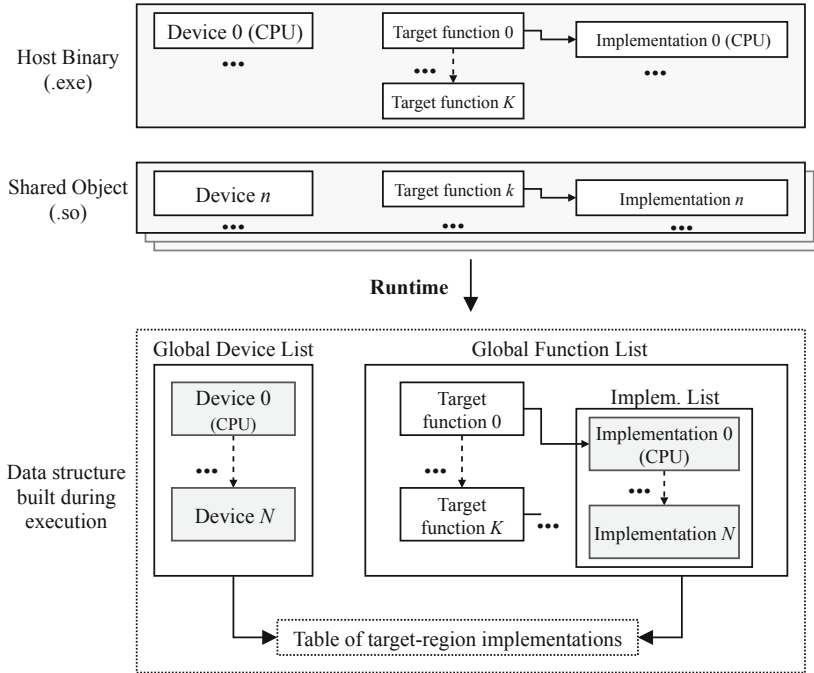 Host Binary
(.exe)
Device 0 (CPU)
...
Target function 0
...
Target function K
Implementation 0 (CPU)
...
Shared Object
(.so)
Device n
...
Target function k
...
Implementation n
...
Runtime
Data structure
built during
execution
Global Device List
Device 0
(CPU)
...
Device N
Global Function List
Target
function 0
...
Target
function K
...
Implem. List
Implementation 0
(CPU)
...
Implementation N
Table of target-region implementations